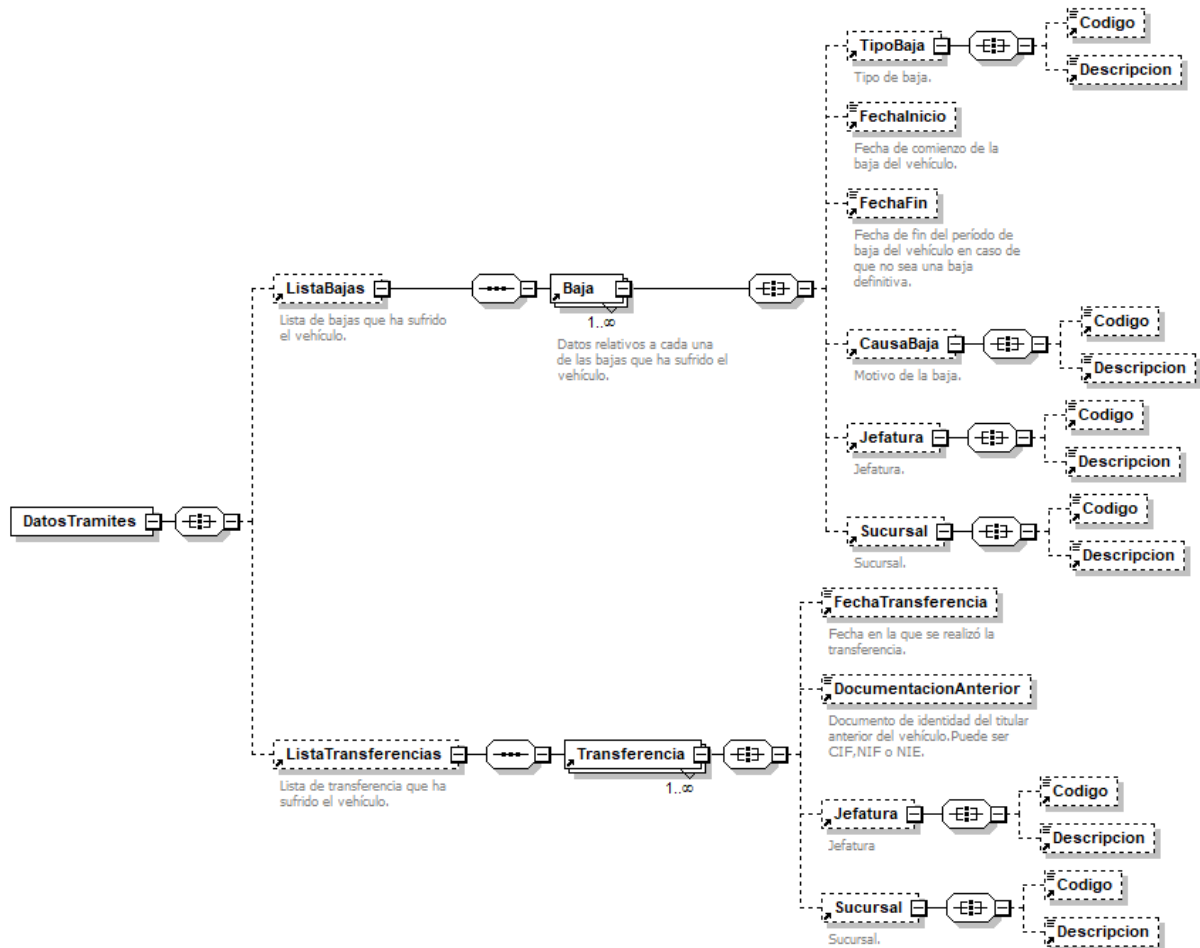 DatosTramites
ListaBajas
Lista de bajas que ha sufrido
el vehículo.
Baja
1..∞
Datos relativos a cada una
de las bajas que ha sufrido el
vehículo.
TipoBaja
Tipo de baja.
Codigo
Descripcion
FechaInicio
Fecha de comienzo de la
baja del vehículo.
FechaFin
Fecha de fin del período de
baja del vehículo en caso de
que no sea una baja
definitiva.
CausaBaja
Motivo de la baja.
Codigo
Descripcion
Jefatura
Jefatura.
Codigo
Descripcion
Sucursal
Sucursal.
Codigo
Descripcion
ListaTransferencias
Lista de transferencia que ha
sufrido el vehículo.
Transferencia
1..∞
FechaTransferencia
Fecha en la que se realizó la
transferencia.
DocumentacionAnterior
Documento de identidad del titular
anterior del vehículo.Puede ser
CIF,NIF o NIE.
Jefatura
Jefatura
Codigo
Descripcion
Sucursal
Sucursal.
Codigo
Descripcion